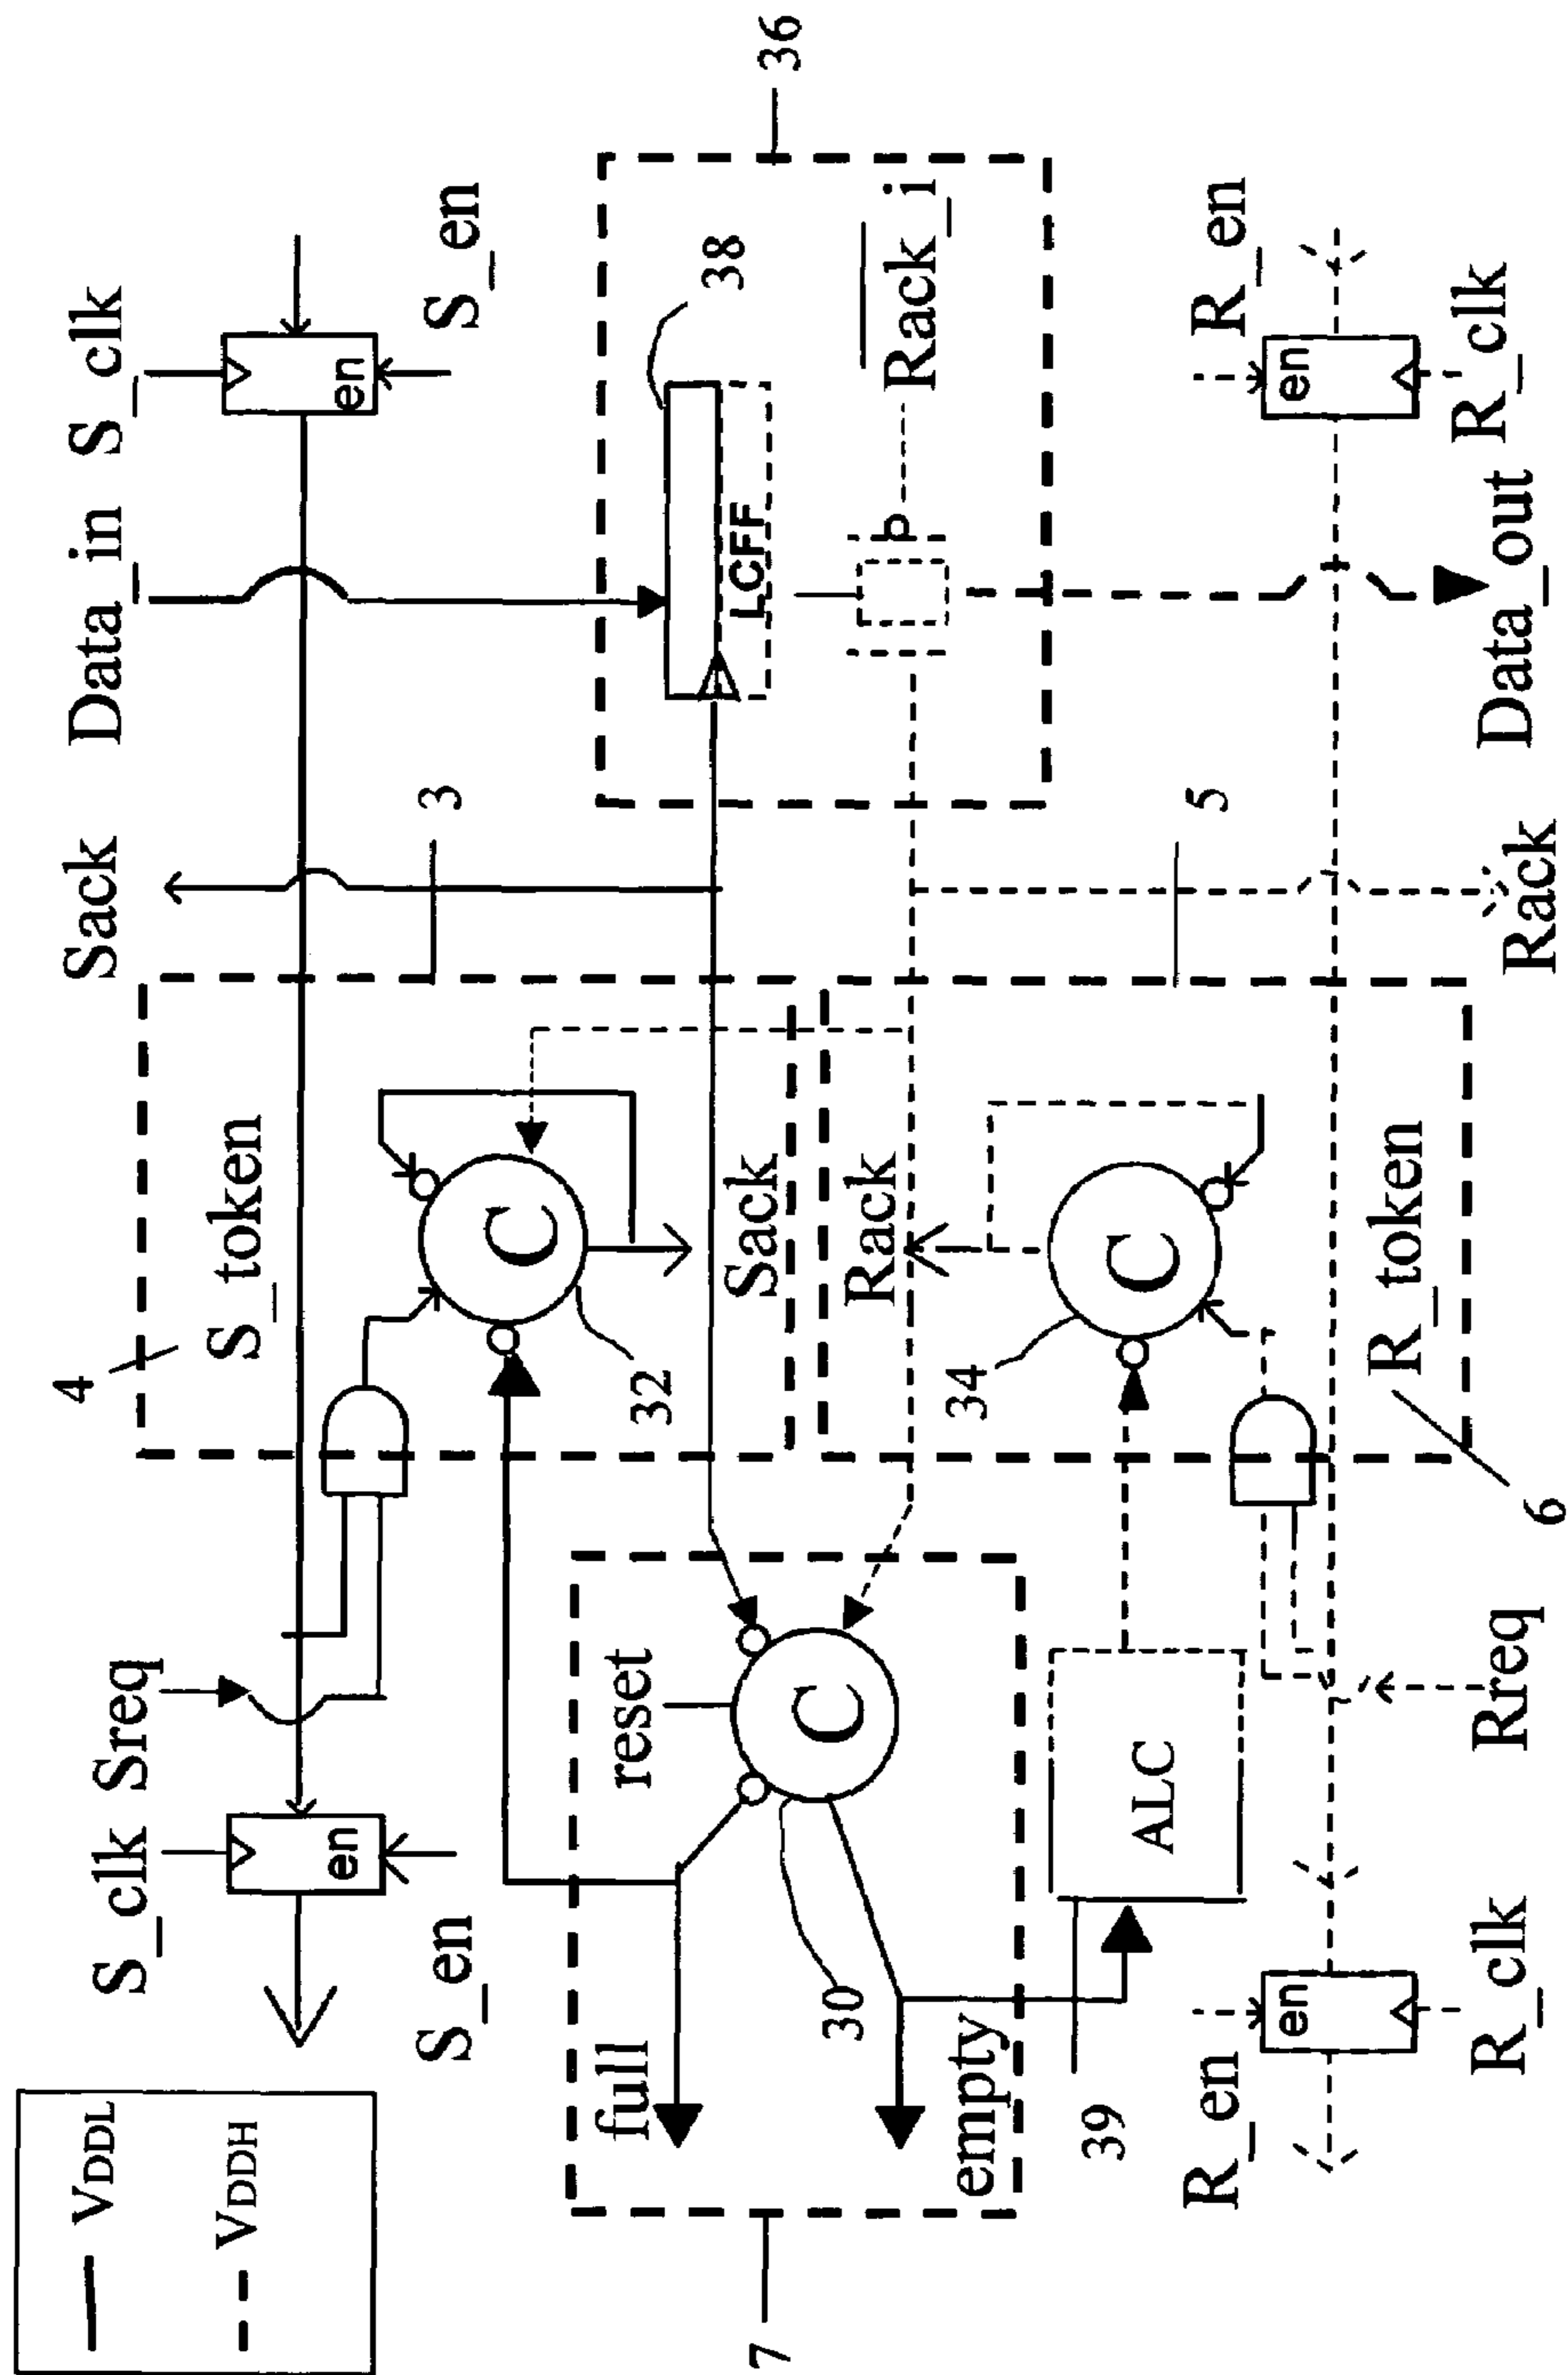 VDDL
VDDH
S_clk
Sreq
4
Sack
Data_in
S_clk
S_token
3
en
en
S_en
S_en
C
32
Sack
36
38
LCFF
Rack_i
full
reset
C
30
empty
7
Rack
5
ALC
39
34
C
R_token
6
R_en
en
R_clk
Rreq
Rack
Data_out
R_en
en
R_clk